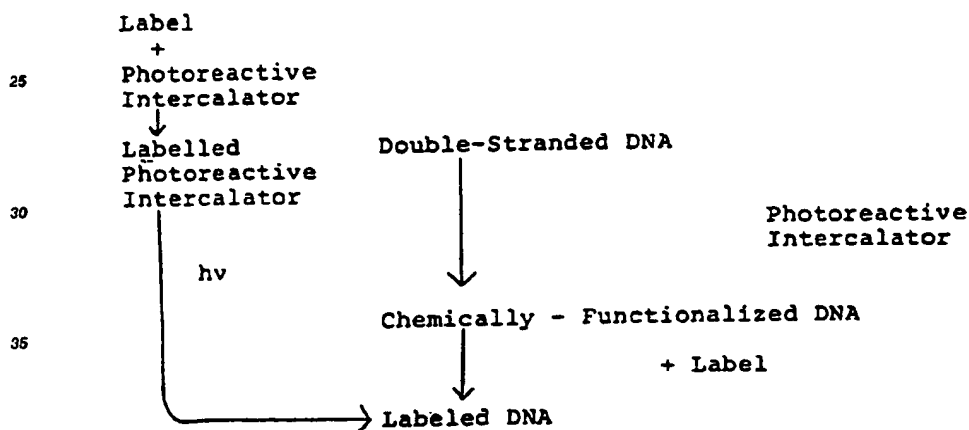 Label
+
25 Photoreactive
Intercalator
Labelled
Photoreactive
Intercalator
Double-Stranded DNA
30
Photoreactive
Intercalator
hν
Chemically - Functionalized DNA
35
+ Label
Labeled DNA